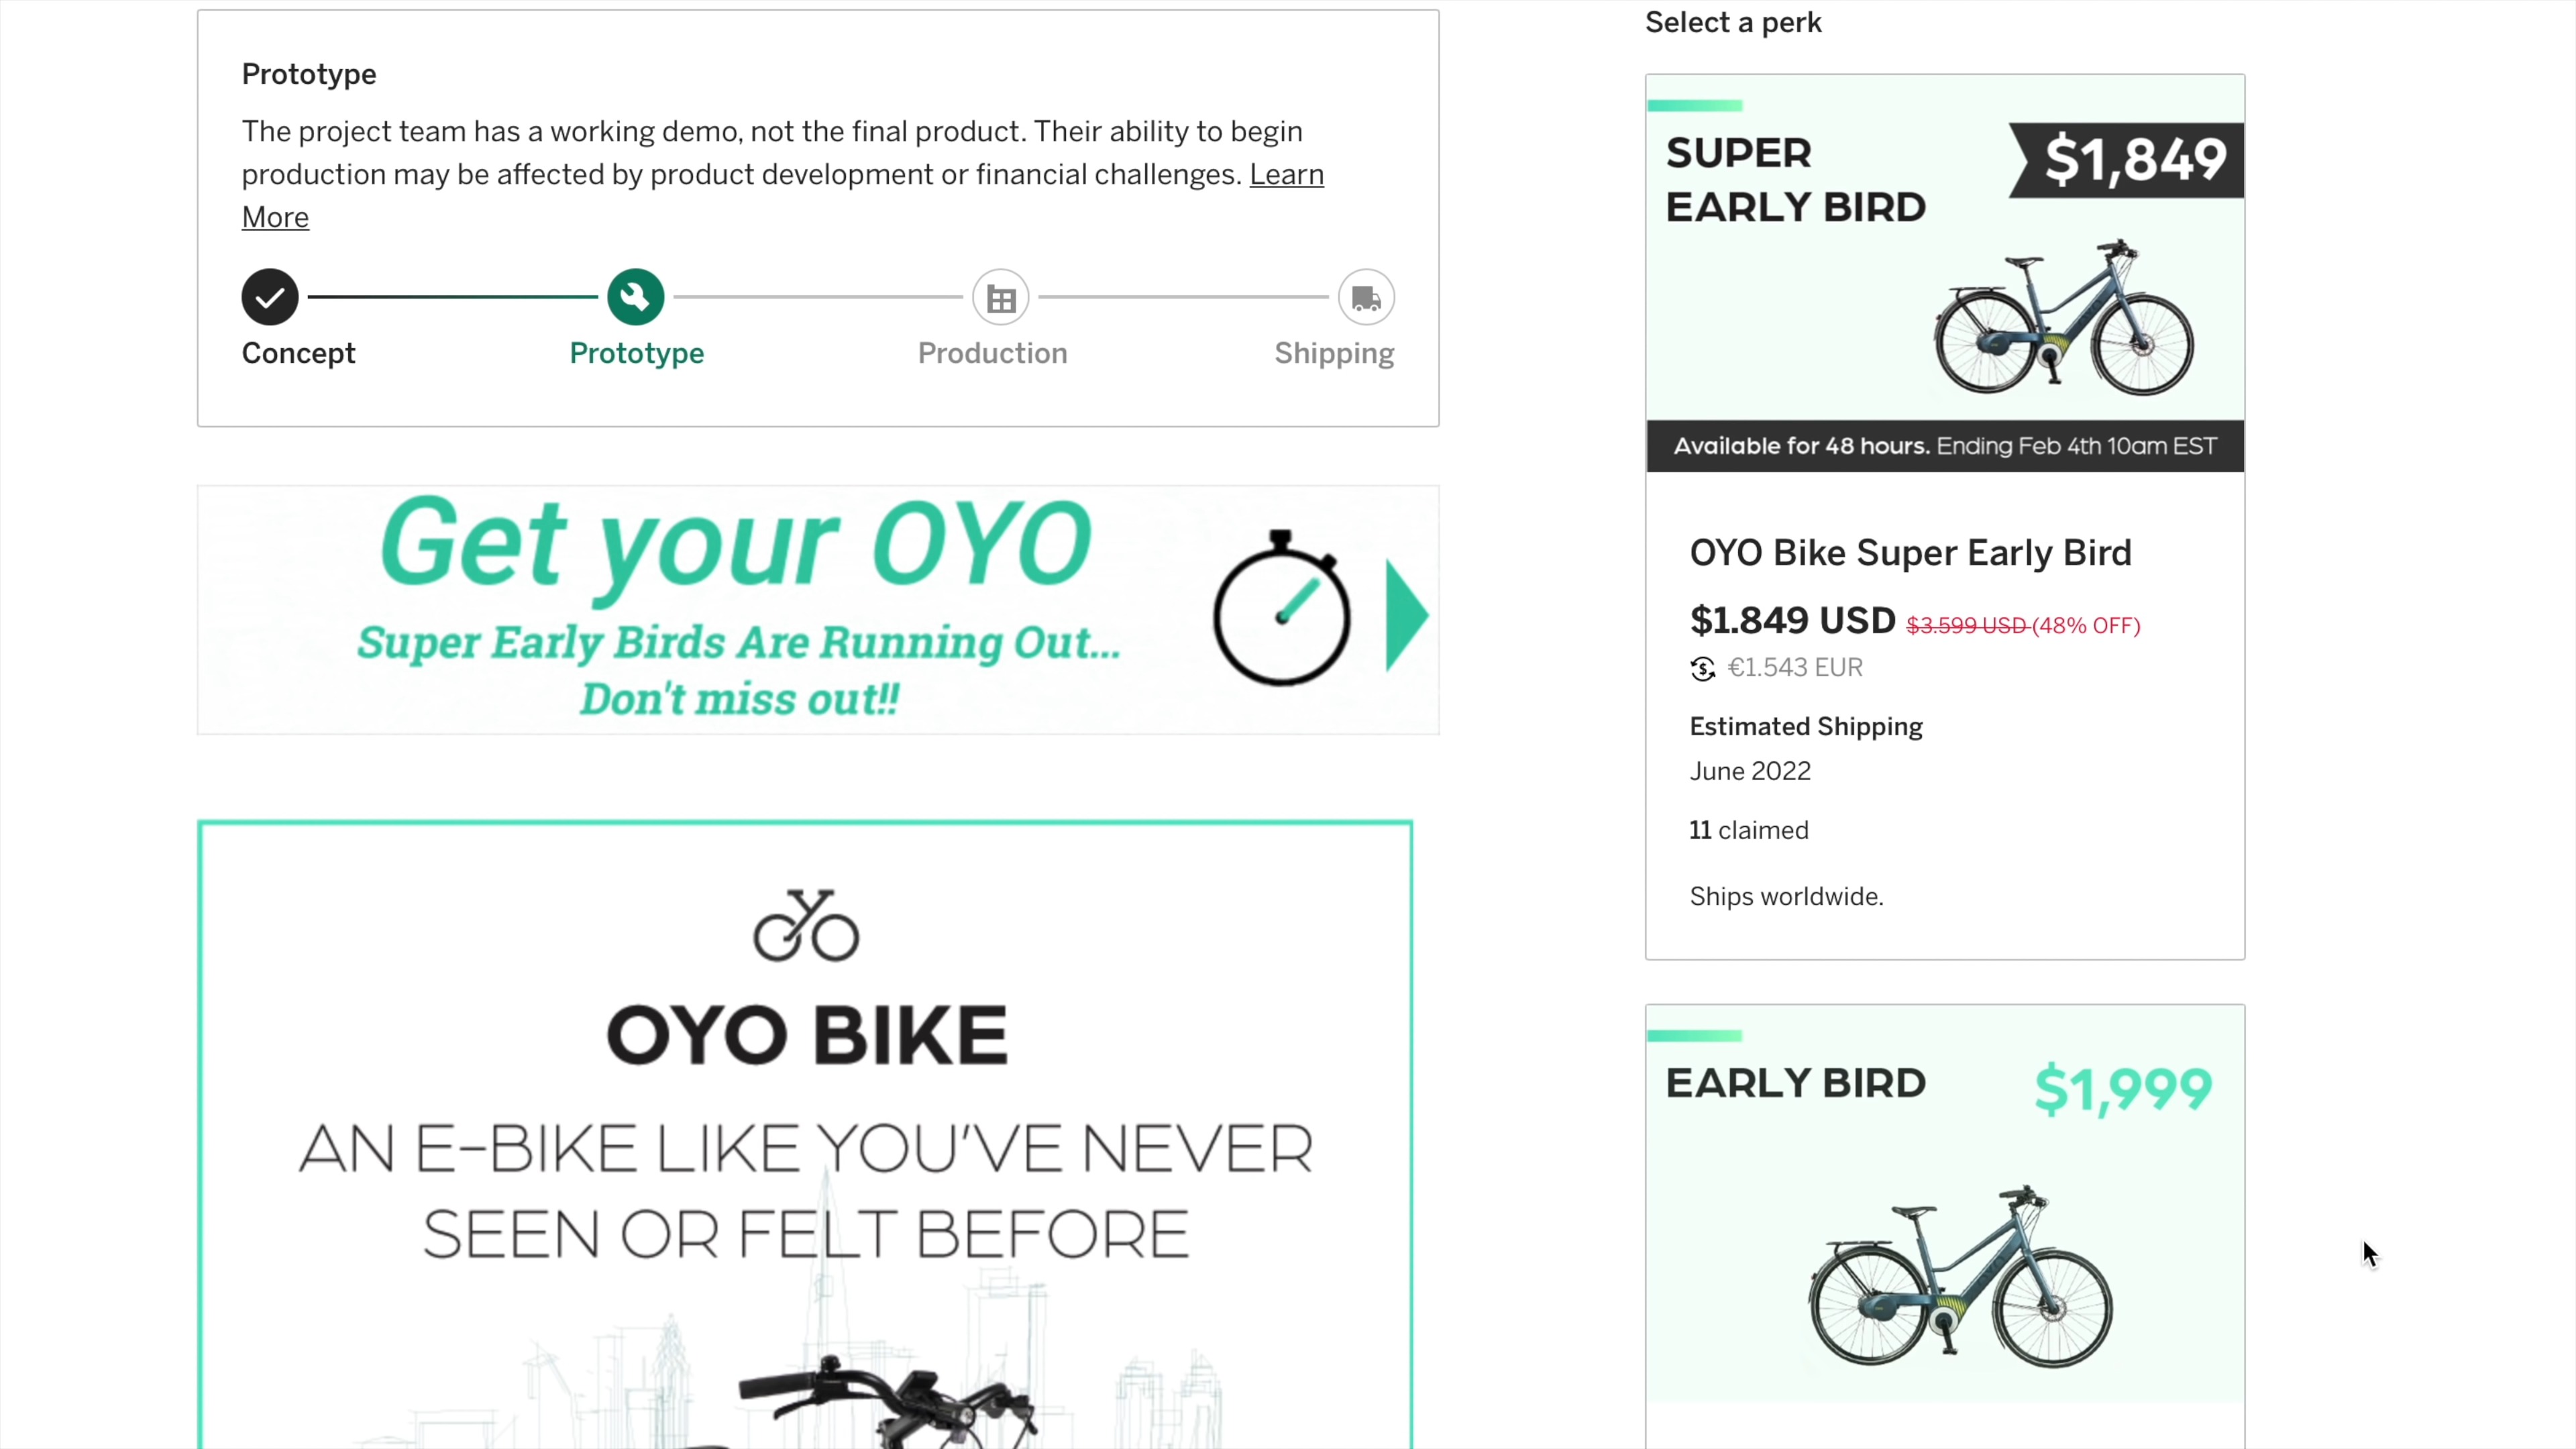 Prototype
The project team has a working demo, not the final product. Their ability to begin
production may be affected by product development or financial challenges. Learn
More
Concept
Prototype
Production
Shipping
Get your OYO
Super Early Birds Are Running Out...
Don't miss out!!
OYO BIKE
AN E-BIKE LIKE YOU'VE NEVER
SEEN OR FELT BEFORE
Select a perk
SUPER
EARLY BIRD
$1,849
Available for 48 hours. Ending Feb 4th 10am EST
OYO Bike Super Early Bird
$1.849 USD $3.599 USD (48% OFF)
€1.543 EUR
Estimated Shipping
June 2022
11 claimed
Ships worldwide.
EARLY BIRD
$1,999